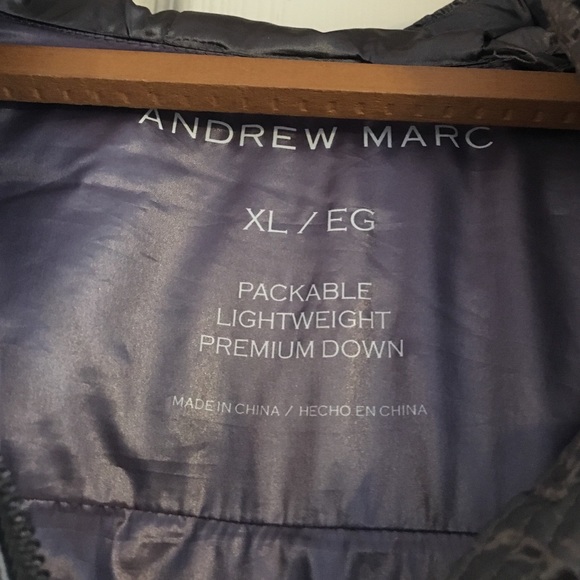 ANDREW MARC
XL / EG
PACKABLE
LIGHTWEIGHT
PREMIUM DOWN
MADE IN CHINA / HECHO EN CHINA